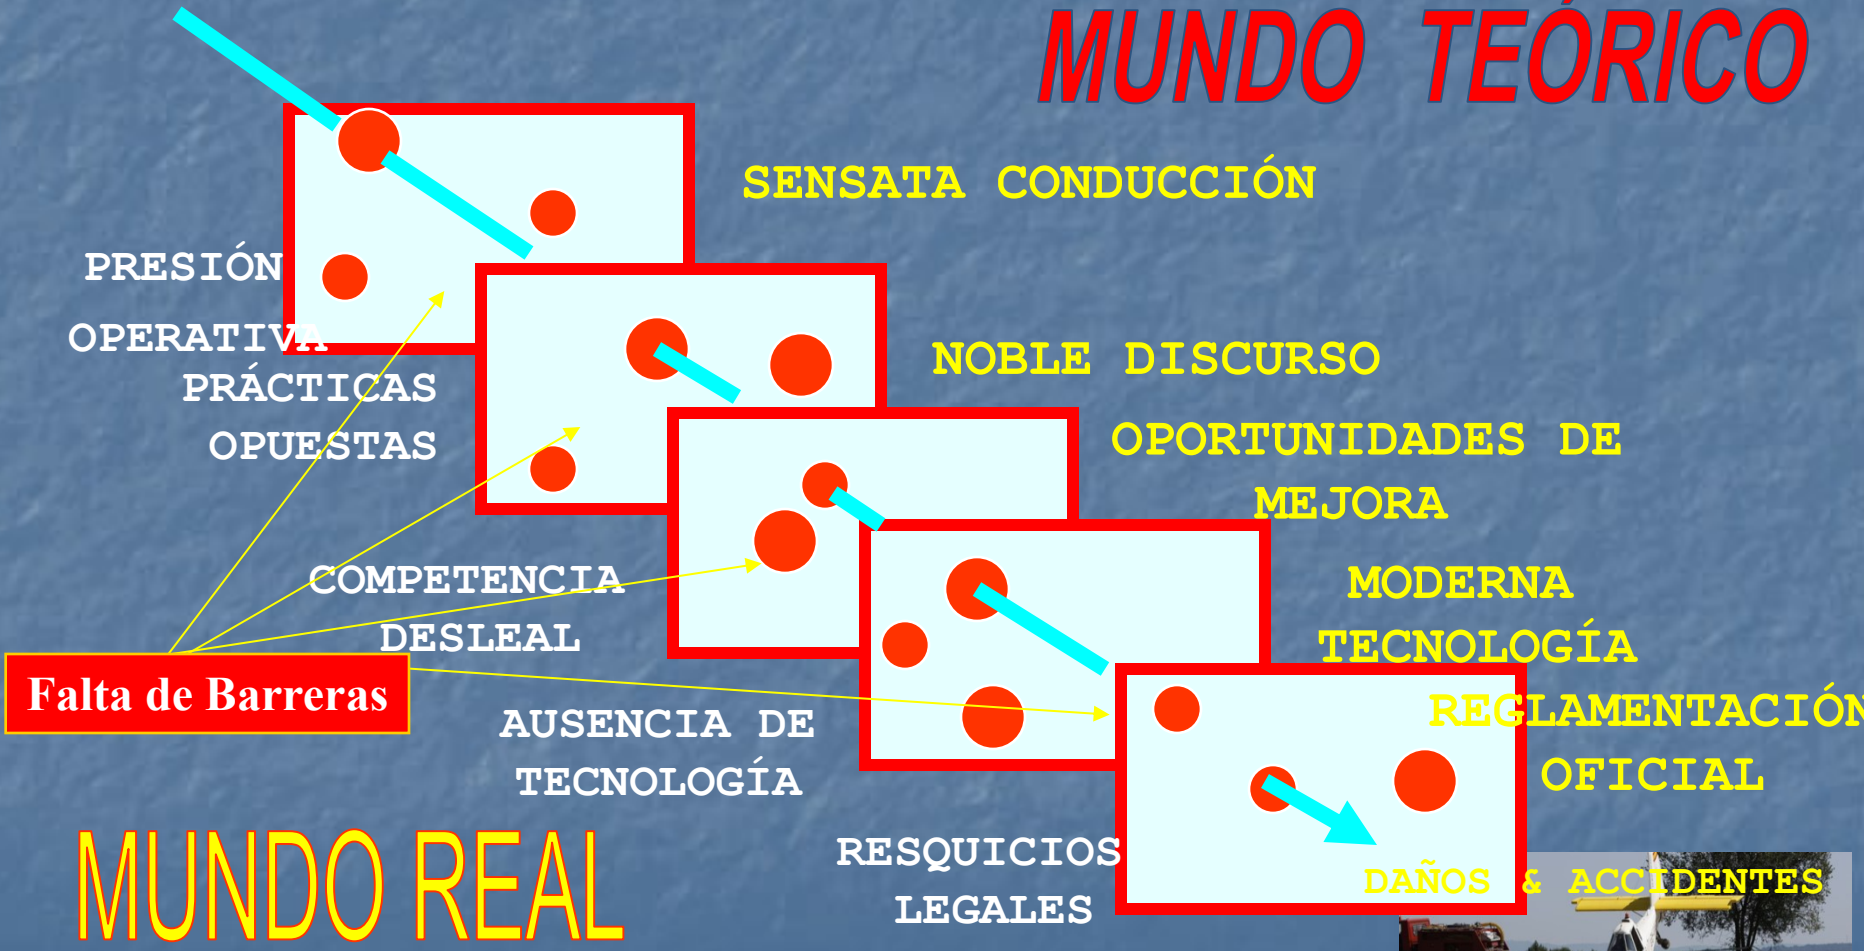 MUNDO TEÓRICO
SENSATA CONDUCCIÓN
PRESIÓN
OPERATIVA
NOBLE DISCURSO
PRÁCTICAS
OPUESTAS
OPORTUNIDADES DE
MEJORA
COMPETENCIA
DESLEAL
MODERNA
TECNOLOGÍA
Falta de Barreras
AUSENCIA DE
TECNOLOGÍA
REGLAMENTACIÓN
OFICIAL
RESQUICIOS
LEGALES
DAÑOS & ACCIDENTES
MUNDO REAL